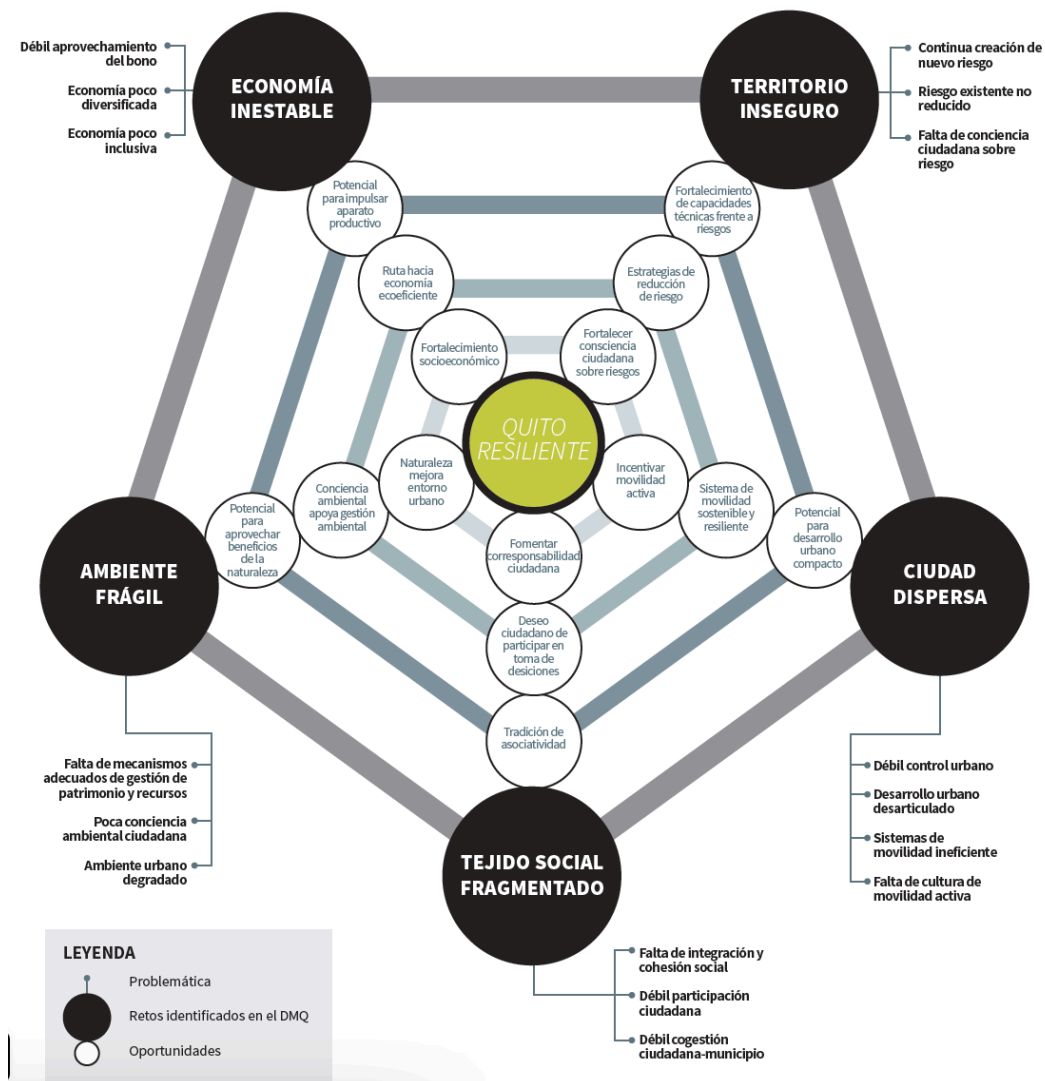 Débil aprovechamiento
del bono
Economía poco
diversificada
Economía poco
inclusiva
ECONOMÍA
INESTABLE
TERRITORIO
INSEGURO
Continua creación de
nuevo riesgo
Riesgo existente no
reducido
Falta de conciencia
ciudadana sobre
riesgo
Potencial
para impulsar
aparato
productivo
Fortalecimiento
de capacidades
técnicas frente a
riesgos
Ruta hacia
economía
ecoeficiente
Estrategias de
reducción
de riesgo
Fortalecimiento
socioeconómico
Fortalecer
consciencia
ciudadana
sobre riesgos
QUITO
RESILIENTE
Naturaleza
mejora
entorno
urbano
Incentivar
movilidad
activa
Conciencia
ambiental
apoya gestión
ambiental
Sistema de
movilidad
sostenible y
resiliente
Potencial
para
aprovechar
beneficios
de la
naturaleza
Potencial
para
desarrollo
urbano
compacto
Fomentar
corresponsabilidad
ciudadana
AMBIENTE
FRÁGIL
CIUDAD
DISPERSA
Deseo
ciudadano de
participar en
toma de
desiciones
Tradición de
asociatividad
Falta de mecanismos
adecuados de gestión de
patrimonio y recursos
Poca conciencia
ambiental ciudadana
Ambiente urbano
degradado
Débil control urbano
Desarrollo urbano
desarticulado
Sistemas de
movilidad ineficiente
Falta de cultura de
movilidad activa
TEJIDO SOCIAL
FRAGMENTADO
Falta de integración y
cohesión social
Débil participación
ciudadana
Débil cogestión
ciudadana-municipio
LEYENDA
Problemática
Retos identificados en el DMQ
Oportunidades